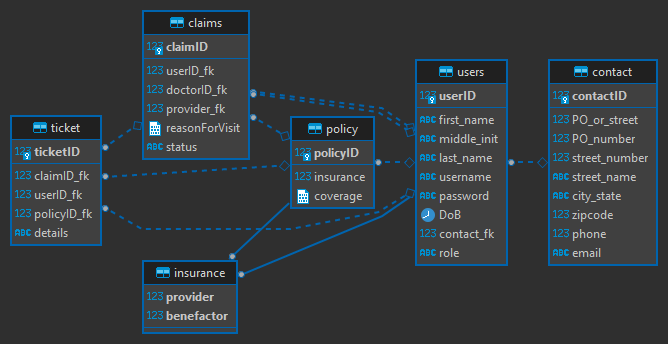 claims
123 claimID
123 userID_fk
123 doctorID_fk
123 provider_fk
reasonForVisit
ABC status
ticket
123 ticketID
123 claimID_fk
123 userID_fk
123 policyID_fk
ABC details
policy
123 policyID
123 insurance
coverage
insurance
123 provider
123 benefactor
users
123 userID
ABC first_name
ABC middle_init
ABC last_name
ABC username
ABC password
DoB
123 contact_fk
ABC role
contact
123 contactID
123 PO_or_street
123 PO_number
123 street_number
ABC street_name
ABC city_state
123 zipcode
123 phone
ABC email